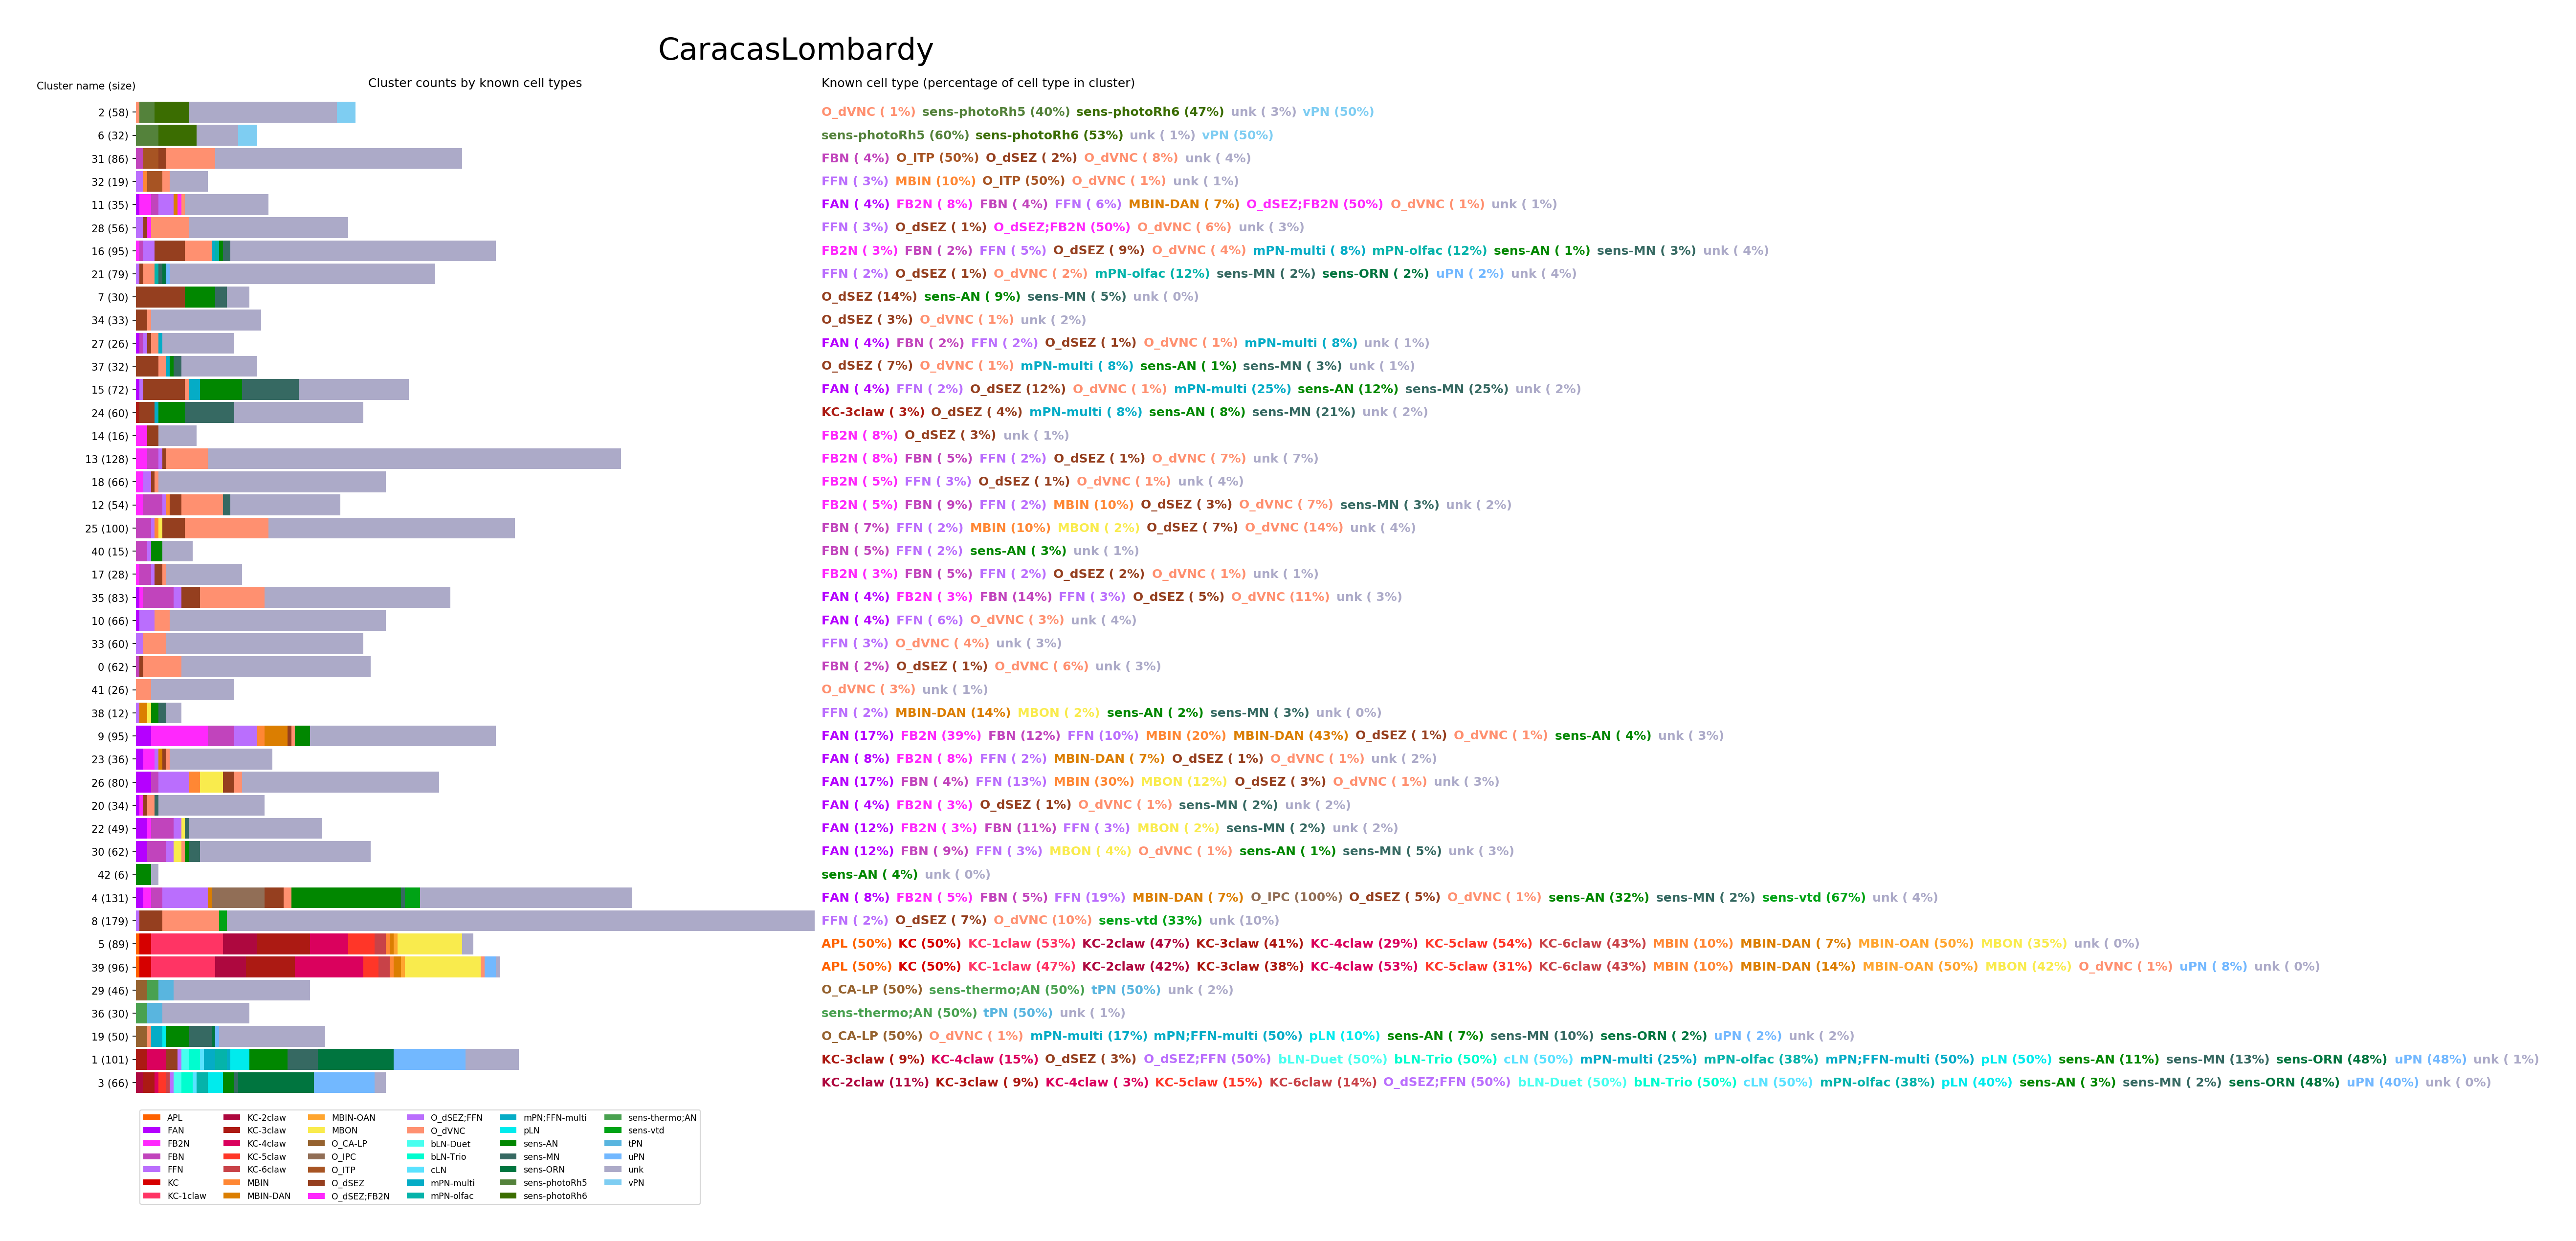 CaracasLombardy
Cluster name (size) Cluster counts by known cell types Known cell type (percentage of cell type in cluster)
2 (58) O_dVNC ( 1%) sens-photoRh5 (40%) sens-photoRh6 (47%) unk ( 3%) vPN (50%)
6 (32) sens-photoRh5 (60%) sens-photoRh6 (53%) unk ( 1%) vPN (50%)
31 (86) FBN ( 4%) O_ITP (50%) O_dSEZ ( 2%) O_dVNC ( 8%) unk ( 4%)
32 (19) FFN ( 3%) MBIN (10%) O_ITP (50%) O_dVNC ( 1%) unk ( 1%)
11 (35) FAN ( 4%) FB2N ( 8%) FBN ( 4%) FFN ( 6%) MBIN-DAN ( 7%) O_dSEZ;FB2N (50%) O_dVNC ( 1%) unk ( 1%)
28 (56) FFN ( 3%) O_dSEZ ( 1%) O_dSEZ;FB2N (50%) O_dVNC ( 6%) unk ( 3%)
16 (95) FB2N ( 3%) FBN ( 2%) FFN ( 5%) O_dSEZ ( 9%) O_dVNC ( 4%) mPN-multi ( 8%) mPN-olfac (12%) sens-AN ( 1%) sens-MN ( 3%) unk ( 4%)
21 (79) FFN ( 2%) O_dSEZ ( 1%) O_dVNC ( 2%) mPN-olfac (12%) sens-MN ( 2%) sens-ORN ( 2%) uPN ( 2%) unk ( 4%)
7 (30) O_dSEZ (14%) sens-AN ( 9%) sens-MN ( 5%) unk ( 0%)
34 (33) O_dSEZ ( 3%) O_dVNC ( 1%) unk ( 2%)
27 (26) FAN ( 4%) FBN ( 2%) FFN ( 2%) O_dSEZ ( 1%) O_dVNC ( 1%) mPN-multi ( 8%) unk ( 1%)
37 (32) O_dSEZ ( 7%) O_dVNC ( 1%) mPN-multi ( 8%) sens-AN ( 1%) sens-MN ( 3%) unk ( 1%)
15 (72) FAN ( 4%) FFN ( 2%) O_dSEZ (12%) O_dVNC ( 1%) mPN-multi (25%) sens-AN (12%) sens-MN (25%) unk ( 2%)
24 (60) KC-3claw ( 3%) O_dSEZ ( 4%) mPN-multi ( 8%) sens-AN ( 8%) sens-MN (21%) unk ( 2%)
14 (16) FB2N ( 8%) O_dSEZ ( 3%) unk ( 1%)
13 (128) FB2N ( 8%) FBN ( 5%) FFN ( 2%) O_dSEZ ( 1%) O_dVNC ( 7%) unk ( 7%)
18 (66) FB2N ( 5%) FFN ( 3%) O_dSEZ ( 1%) O_dVNC ( 1%) unk ( 4%)
12 (54) FB2N ( 5%) FBN ( 9%) FFN ( 2%) MBIN (10%) O_dSEZ ( 3%) O_dVNC ( 7%) sens-MN ( 3%) unk ( 2%)
25 (100) FBN ( 7%) FFN ( 2%) MBIN (10%) MBON ( 2%) O_dSEZ ( 7%) O_dVNC (14%) unk ( 4%)
40 (15) FBN ( 5%) FFN ( 2%) sens-AN ( 3%) unk ( 1%)
17 (28) FB2N ( 3%) FBN ( 5%) FFN ( 2%) O_dSEZ ( 2%) O_dVNC ( 1%) unk ( 1%)
35 (83) FAN ( 4%) FB2N ( 3%) FBN (14%) FFN ( 3%) O_dSEZ ( 5%) O_dVNC (11%) unk ( 3%)
10 (66) FAN ( 4%) FFN ( 6%) O_dVNC ( 3%) unk ( 4%)
33 (60) FFN ( 3%) O_dVNC ( 4%) unk ( 3%)
0 (62) FBN ( 2%) O_dSEZ ( 1%) O_dVNC ( 6%) unk ( 3%)
41 (26) O_dVNC ( 3%) unk ( 1%)
38 (12) FFN ( 2%) MBIN-DAN (14%) MBON ( 2%) sens-AN ( 2%) sens-MN ( 3%) unk ( 0%)
9 (95) FAN (17%) FB2N (39%) FBN (12%) FFN (10%) MBIN (20%) MBIN-DAN (43%) O_dSEZ ( 1%) O_dVNC ( 1%) sens-AN ( 4%) unk ( 3%)
23 (36) FAN ( 8%) FB2N ( 8%) FFN ( 2%) MBIN-DAN ( 7%) O_dSEZ ( 1%) O_dVNC ( 1%) unk ( 2%)
26 (80) FAN (17%) FBN ( 4%) FFN (13%) MBIN (30%) MBON (12%) O_dSEZ ( 3%) O_dVNC ( 1%) unk ( 3%)
20 (34) FAN ( 4%) FB2N ( 3%) O_dSEZ ( 1%) O_dVNC ( 1%) sens-MN ( 2%) unk ( 2%)
22 (49) FAN (12%) FB2N ( 3%) FBN (11%) FFN ( 3%) MBON ( 2%) sens-MN ( 2%) unk ( 2%)
30 (62) FAN (12%) FBN ( 9%) FFN ( 3%) MBON ( 4%) O_dVNC ( 1%) sens-AN ( 1%) sens-MN ( 5%) unk ( 3%)
42 (6) sens-AN ( 4%) unk ( 0%)
4 (131) FAN ( 8%) FB2N ( 5%) FBN ( 5%) FFN (19%) MBIN-DAN ( 7%) O_IPC (100%) O_dSEZ ( 5%) O_dVNC ( 1%) sens-AN (32%) sens-MN ( 2%) sens-vtd (67%) unk ( 4%)
8 (179) FFN ( 2%) O_dSEZ ( 7%) O_dVNC (10%) sens-vtd (33%) unk (10%)
5 (89) APL (50%) KC (50%) KC-1claw (53%) KC-2claw (47%) KC-3claw (41%) KC-4claw (29%) KC-5claw (54%) KC-6claw (43%) MBIN (10%) MBIN-DAN ( 7%) MBIN-OAN (50%) MBON (35%) unk ( 0%)
39 (96) APL (50%) KC (50%) KC-1claw (47%) KC-2claw (42%) KC-3claw (38%) KC-4claw (53%) KC-5claw (31%) KC-6claw (43%) MBIN (10%) MBIN-DAN (14%) MBIN-OAN (50%) MBON (42%) O_dVNC ( 1%) uPN ( 8%) unk ( 0%)
29 (46) O_CA-LP (50%) sens-thermo;AN (50%) tPN (50%) unk ( 2%)
36 (30) sens-thermo;AN (50%) tPN (50%) unk ( 1%)
19 (50) O_CA-LP (50%) O_dVNC ( 1%) mPN-multi (17%) mPN;FFN-multi (50%) pLN (10%) sens-AN ( 7%) sens-MN (10%) sens-ORN ( 2%) uPN ( 2%) unk ( 2%)
1 (101) KC-3claw ( 9%) KC-4claw (15%) O_dSEZ ( 3%) O_dSEZ;FFN (50%) bLN-Duet (50%) bLN-Trio (50%) cLN (50%) mPN-multi (25%) mPN-olfac (38%) mPN;FFN-multi (50%) pLN (50%) sens-AN (11%) sens-MN (13%) sens-ORN (48%) uPN (48%) unk ( 1%)
3 (66) KC-2claw (11%) KC-3claw ( 9%) KC-4claw ( 3%) KC-5claw (15%) KC-6claw (14%) O_dSEZ;FFN (50%) bLN-Duet (50%) bLN-Trio (50%) cLN (50%) mPN-olfac (38%) pLN (40%) sens-AN ( 3%) sens-MN ( 2%) sens-ORN (48%) uPN (40%) unk ( 0%)
APL KC-2claw MBIN-OAN O_dSEZ;FFN mPN;FFN-multi sens-thermo;AN
FAN KC-3claw MBON O_dVNC pLN sens-vtd
FB2N KC-4claw O_CA-LP bLN-Duet sens-AN tPN
FBN KC-5claw O_IPC bLN-Trio sens-MN uPN
FFN KC-6claw O_ITP cLN sens-ORN unk
KC MBIN O_dSEZ mPN-multi sens-photoRh5 vPN
KC-1claw MBIN-DAN O_dSEZ;FB2N mPN-olfac sens-photoRh6